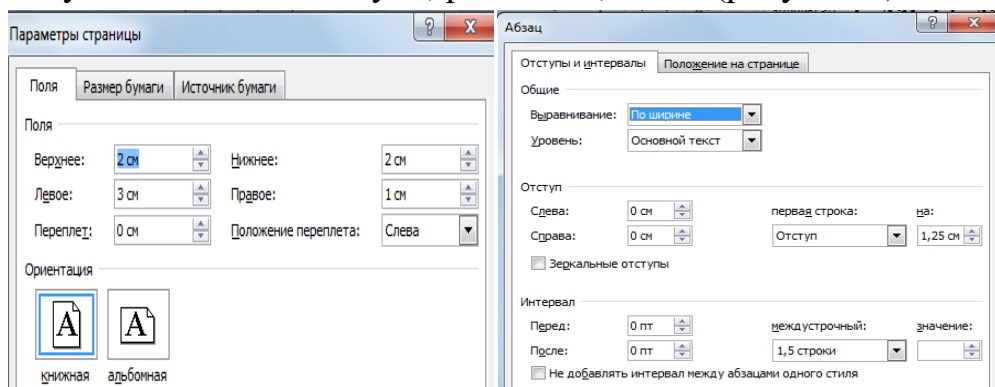 Параметры страницы
Поля Размер бумаги Источник бумаги
Поля
Верхнее: 2 см Нижнее: 2 см
Левое: 3 см Правое: 1 см
Переплет: 0 см Положение переплета: Слева
Ориентация
A A
книжная альбомная
Абзац
Отступы и интервалы Положение на странице
Общие
Выравнивание: По ширине
Уровень: Основной текст
Отступ
Слева: 0 см первая строка: на:
Справа: 0 см Отступ 1,25 см
Зеркальные отступы
Интервал
Перед: 0 пт междустрочный: значение:
После: 0 пт 1,5 строки
Не добавлять интервал между абзацами одного стиля